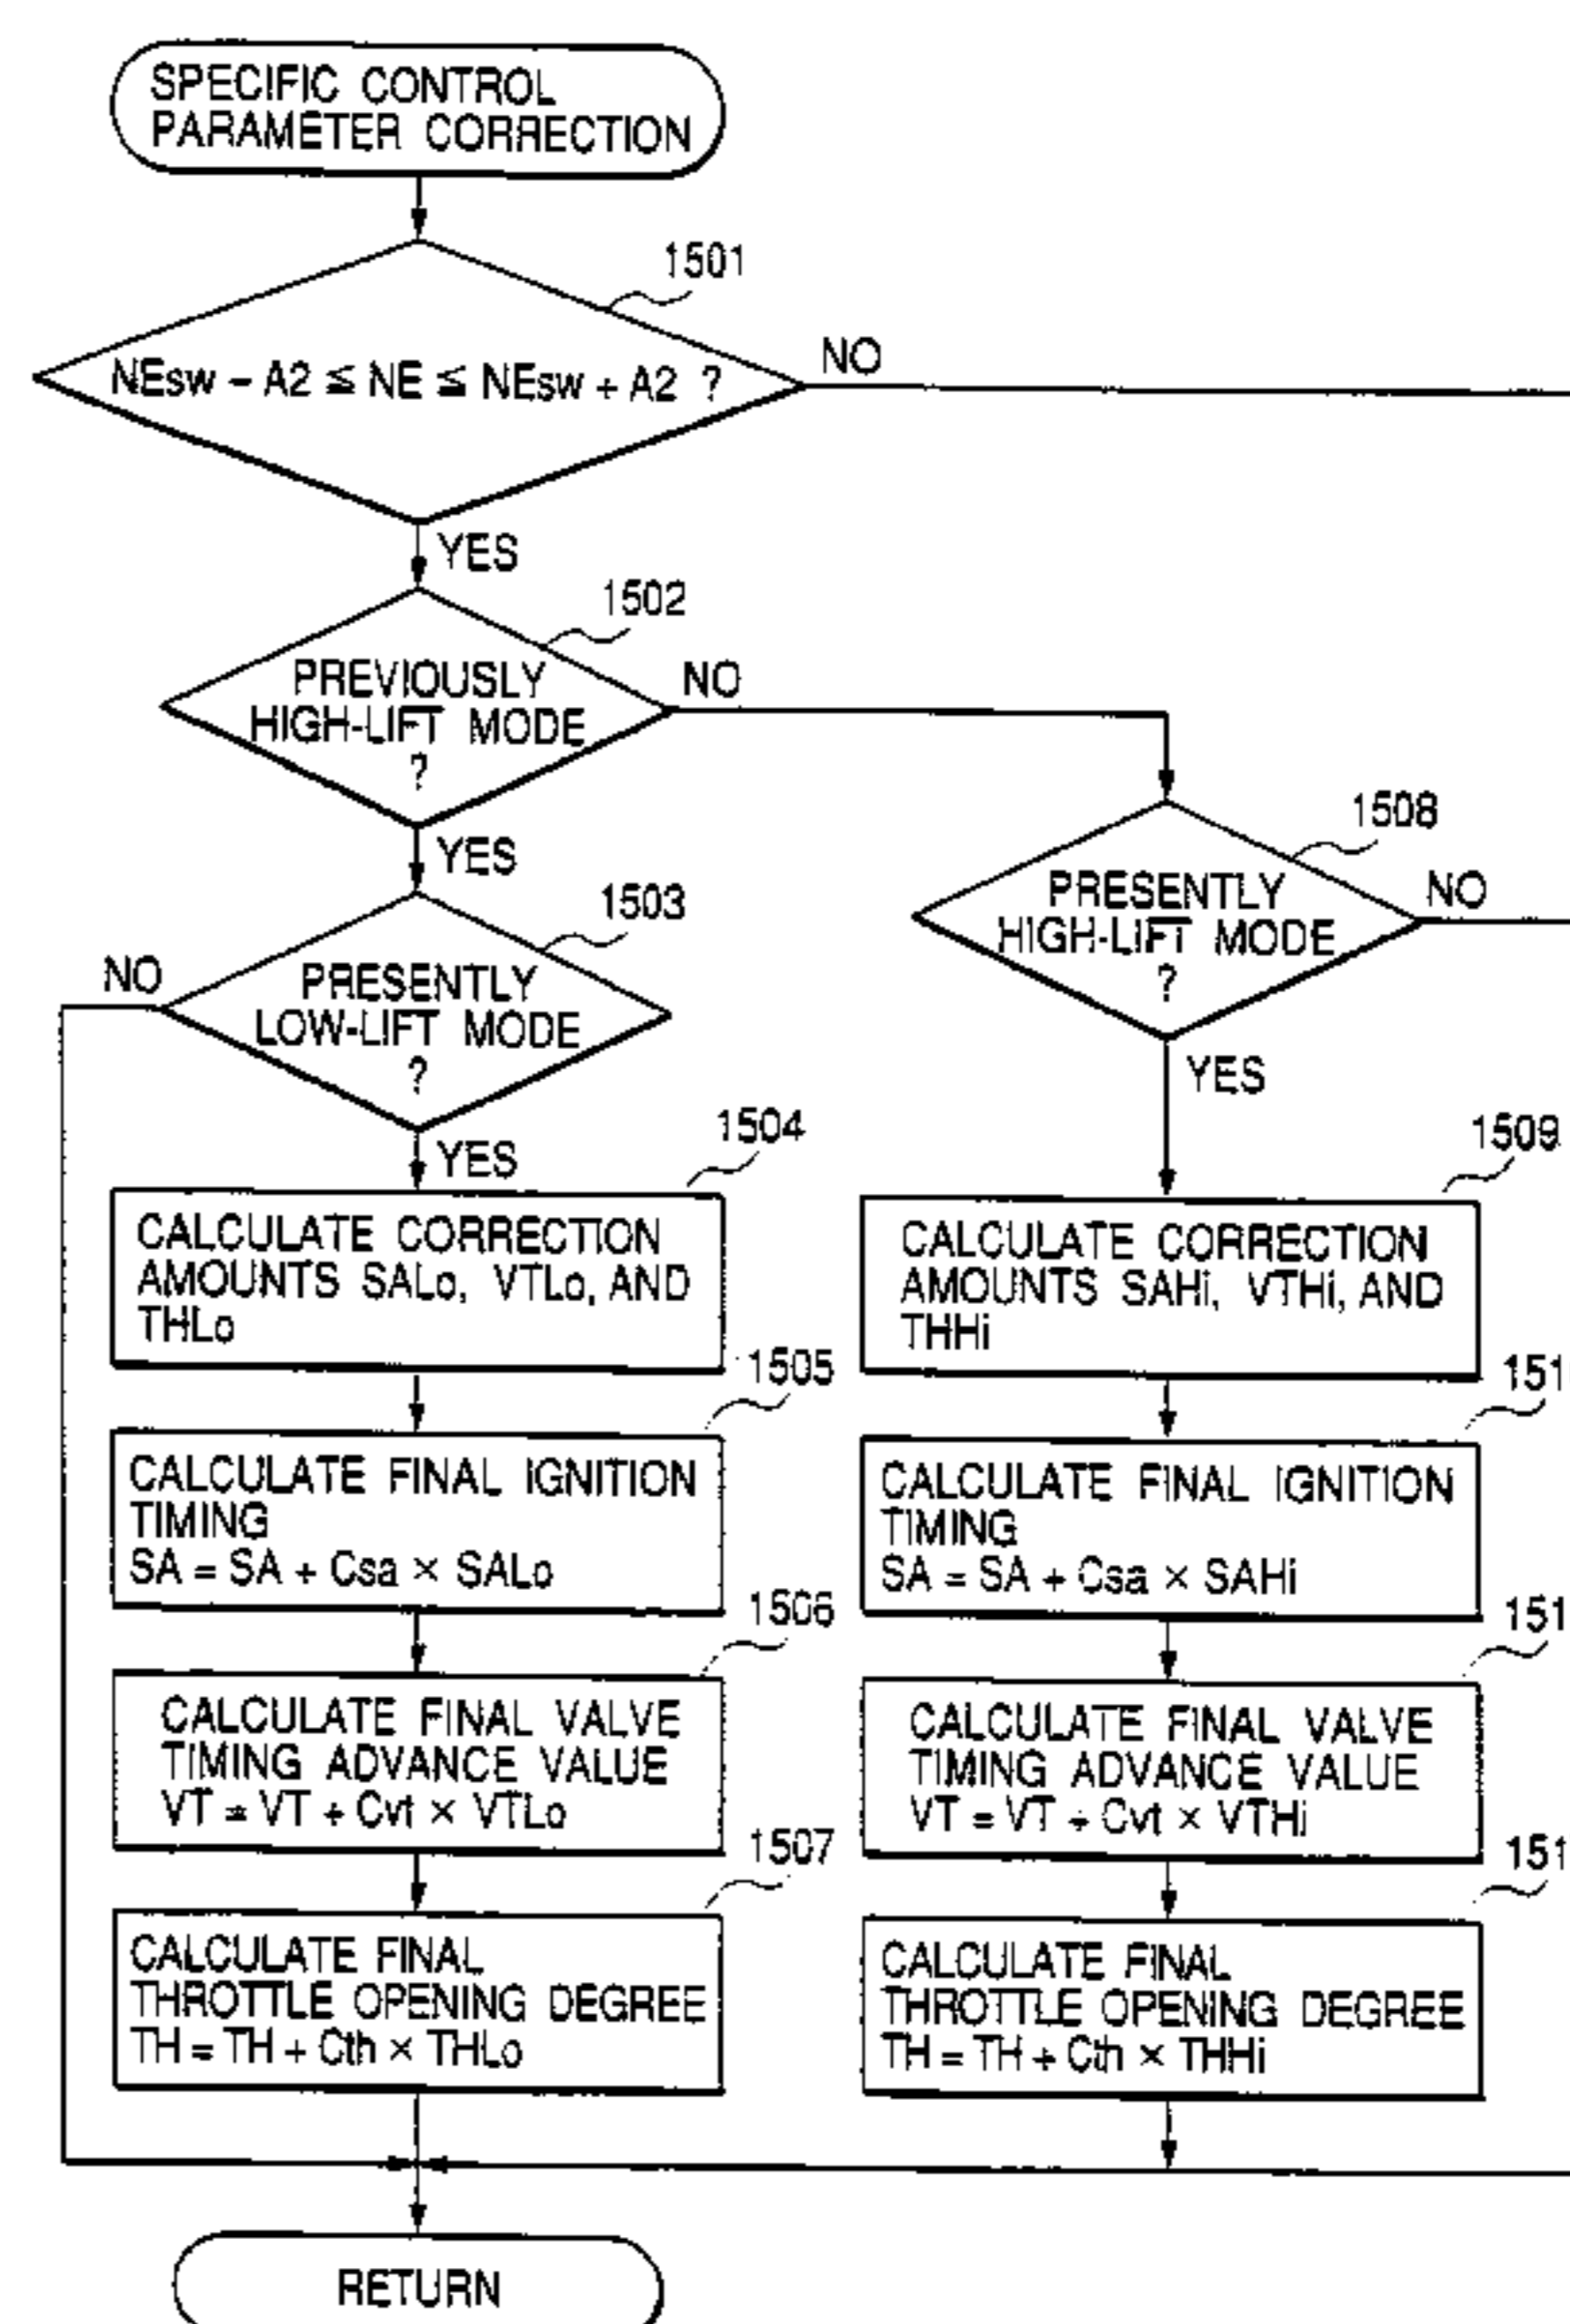 SPECIFIC CONTROL
PARAMETER CORRECTION
1501
NEsw – A2 ≦ NE ≦ NEsw + A2 ?
NO
YES
1502
PREVIOUSLY
HIGH-LIFT MODE
?
NO
YES
1503
PRESENTLY
LOW-LIFT MODE
?
NO
YES
1508
PRESENTLY
HIGH-LIFT MODE
?
NO
YES
1504
CALCULATE CORRECTION
AMOUNTS SALo, VTLo, AND
THLo
1505
CALCULATE FINAL IGNITION
TIMING
SA = SA + Csa × SALo
1506
CALCULATE FINAL VALVE
TIMING ADVANCE VALUE
VT = VT + Cvt × VTLo
1507
CALCULATE FINAL
THROTTLE OPENING DEGREE
TH = TH + Cth × THLo
1509
CALCULATE CORRECTION
AMOUNTS SAHi, VTHi, AND
THHi
CALCULATE FINAL IGNITION
TIMING
SA = SA + Csa × SAHi
CALCULATE FINAL VALVE
TIMING ADVANCE VALUE
VT = VT + Cvt × VTHi
CALCULATE FINAL
THROTTLE OPENING DEGREE
TH = TH + Cth × THHi
RETURN